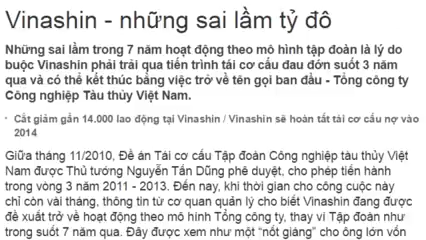 Vinashin - những sai lầm tỷ đô
Những sai lầm trong 7 năm hoạt động theo mô hình tập đoàn là lý do
buộc Vinashin phải trải qua tiến trình tái cơ cấu đau đớn suốt 3 năm
qua và có thể kết thúc bằng việc trở về tên gọi ban đầu - Tổng công ty
Công nghiệp Tàu thủy Việt Nam.
Cắt giảm gần 14.000 lao động tại Vinashin / Vinashin sẽ hoàn tất tái cơ cấu nợ vào
2014
Giữa tháng 11/2010, Đề án Tái cơ cấu Tập đoàn Công nghiệp tàu thủy Việt
Nam được Thủ tướng Nguyễn Tấn Dũng phê duyệt, cho phép tiến hành
trong vòng 3 năm 2011 - 2013. Đến nay, khi thời gian cho công cuộc này
chỉ còn vài tháng, thông tin từ cơ quan quản lý cho biết Vinashin đang được
đề xuất trở về hoạt động theo mô hình Tổng công ty, thay vì Tập đoàn như
trong suốt 7 năm qua. Đây được xem như một "nốt giáng" cho ông lớn vốn